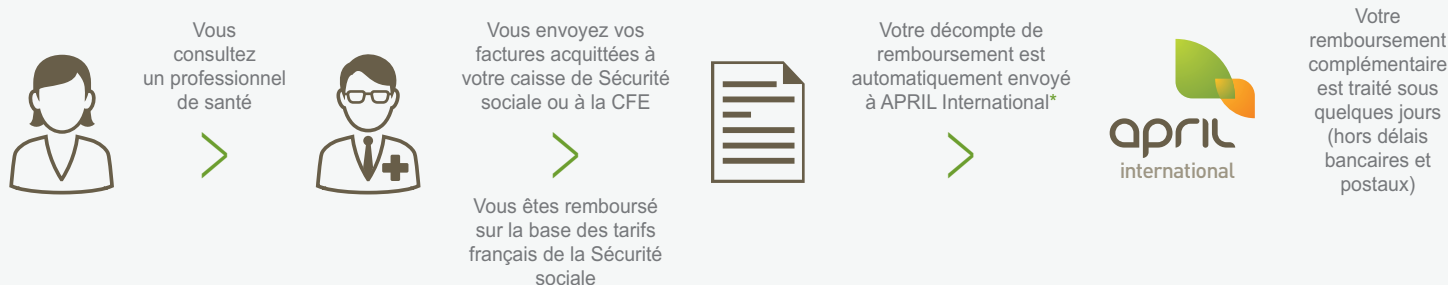 Vous
consultez
un professionnel
de santé
Vous envoyez vos
factures acquittées à
votre caisse de Sécurité
sociale ou à la CFE
Vous êtes remboursé
sur la base des tarifs
français de la Sécurité
sociale
Votre décompte de
remboursement est
automatiquement envoyé
à APRIL International*
april
international
Votre
remboursement
complémentaire
est traité sous
quelques jours
(hors délais
bancaires et
postaux)